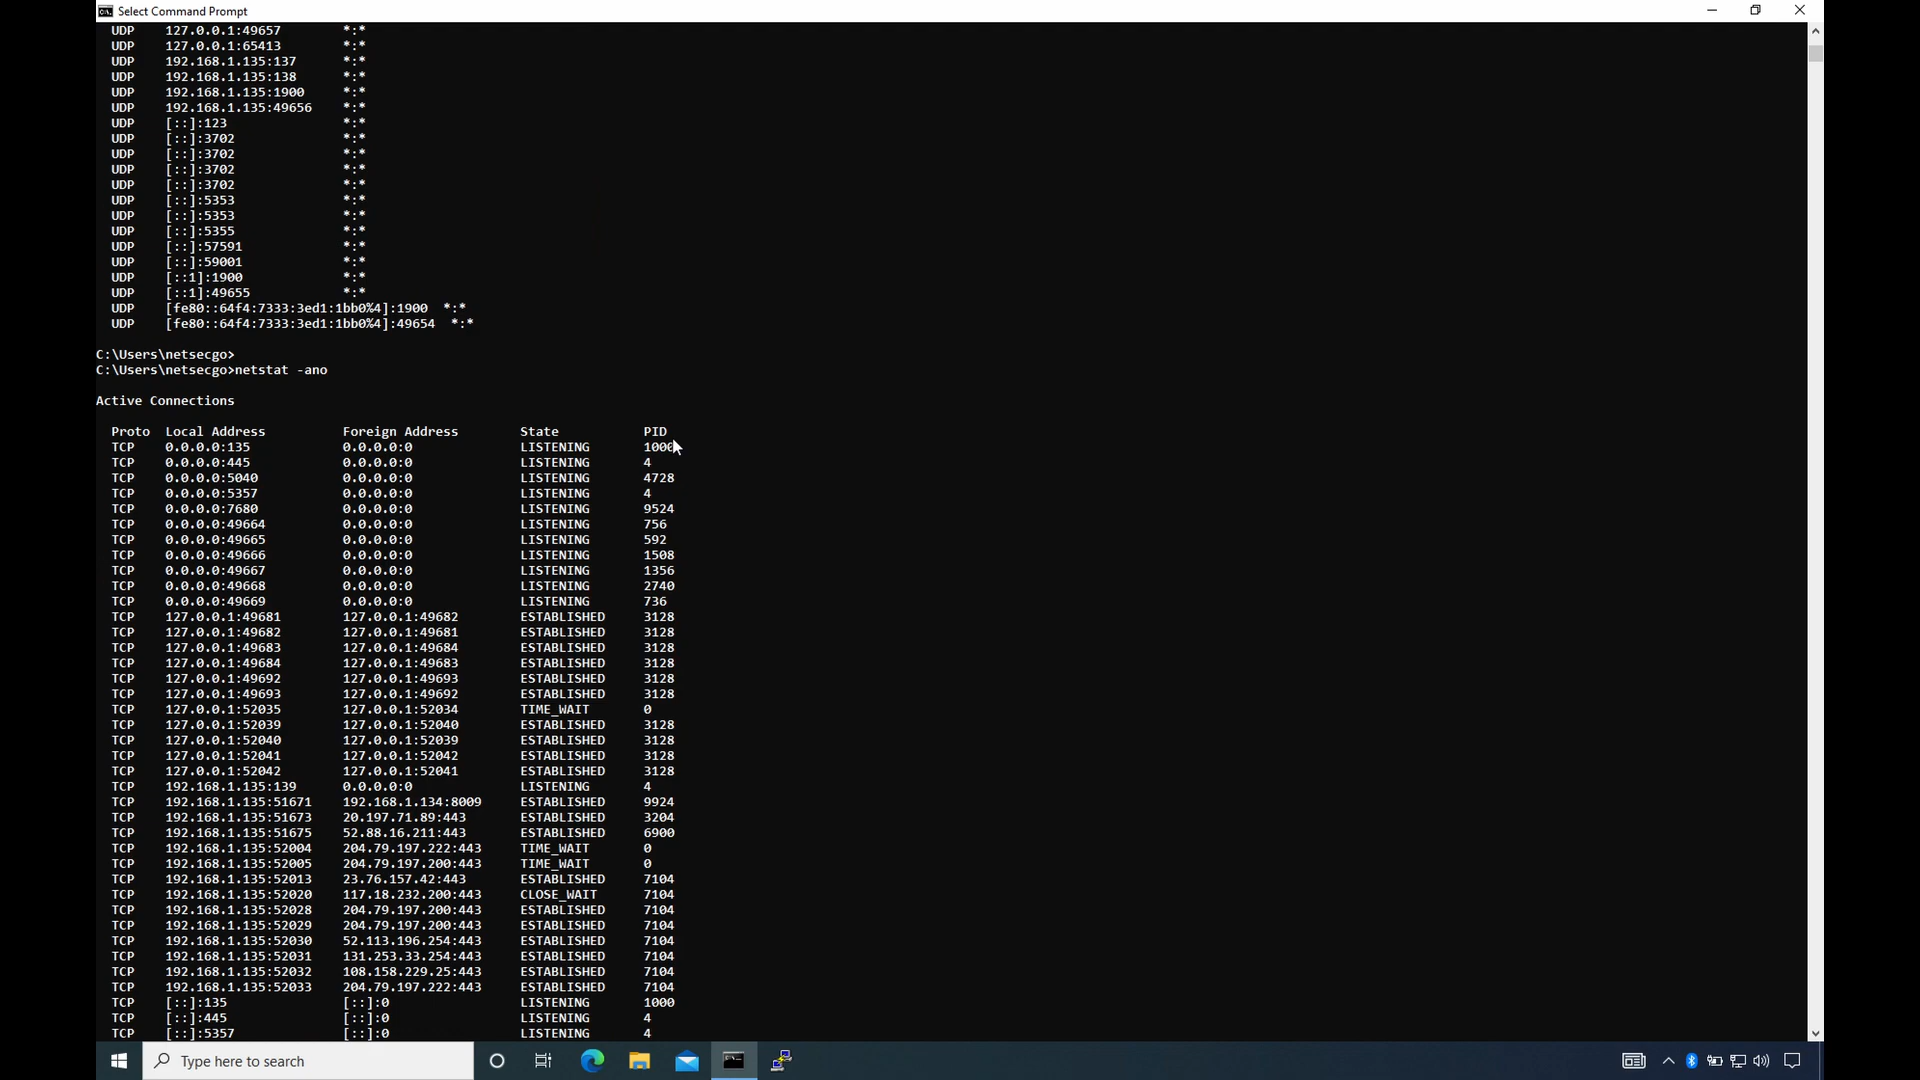 Select Command Prompt
UDP 127.0.0.1:49657 *:*
UDP 127.0.0.1:65413 *:*
UDP 192.168.1.135:137 *:*
UDP 192.168.1.135:138 *:*
UDP 192.168.1.135:1900 *:*
UDP 192.168.1.135:49656 *:*
UDP [::]:123 *:*
UDP [::]:3702 *:*
UDP [::]:3702 *:*
UDP [::]:3702 *:*
UDP [::]:3702 *:*
UDP [::]:5353 *:*
UDP [::]:5353 *:*
UDP [::]:5355 *:*
UDP [::]:57591 *:*
UDP [::]:59001 *:*
UDP [::1]:1900 *:*
UDP [::1]:49655 *:*
UDP [fe80::64f4:7333:3ed1:1bb0%4]:1900 *:*
UDP [fe80::64f4:7333:3ed1:1bb0%4]:49654 *:*
C:\Users\netsecgo>
C:\Users\netsecgo>netstat -ano
Active Connections
Proto Local Address Foreign Address State PID
TCP 0.0.0.0:135 0.0.0.0:0 LISTENING 1000
TCP 0.0.0.0:445 0.0.0.0:0 LISTENING 4
TCP 0.0.0.0:5040 0.0.0.0:0 LISTENING 4728
TCP 0.0.0.0:5357 0.0.0.0:0 LISTENING 4
TCP 0.0.0.0:7680 0.0.0.0:0 LISTENING 9524
TCP 0.0.0.0:49664 0.0.0.0:0 LISTENING 756
TCP 0.0.0.0:49665 0.0.0.0:0 LISTENING 592
TCP 0.0.0.0:49666 0.0.0.0:0 LISTENING 1508
TCP 0.0.0.0:49667 0.0.0.0:0 LISTENING 1356
TCP 0.0.0.0:49668 0.0.0.0:0 LISTENING 2740
TCP 0.0.0.0:49669 0.0.0.0:0 LISTENING 736
TCP 127.0.0.1:49681 127.0.0.1:49682 ESTABLISHED 3128
TCP 127.0.0.1:49682 127.0.0.1:49681 ESTABLISHED 3128
TCP 127.0.0.1:49683 127.0.0.1:49684 ESTABLISHED 3128
TCP 127.0.0.1:49684 127.0.0.1:49683 ESTABLISHED 3128
TCP 127.0.0.1:49692 127.0.0.1:49693 ESTABLISHED 3128
TCP 127.0.0.1:49693 127.0.0.1:49692 ESTABLISHED 3128
TCP 127.0.0.1:52035 127.0.0.1:52034 TIME_WAIT 0
TCP 127.0.0.1:52039 127.0.0.1:52040 ESTABLISHED 3128
TCP 127.0.0.1:52040 127.0.0.1:52039 ESTABLISHED 3128
TCP 127.0.0.1:52041 127.0.0.1:52042 ESTABLISHED 3128
TCP 127.0.0.1:52042 127.0.0.1:52041 ESTABLISHED 3128
TCP 192.168.1.135:139 0.0.0.0:0 LISTENING 4
TCP 192.168.1.135:51671 192.168.1.134:8009 ESTABLISHED 9924
TCP 192.168.1.135:51673 20.197.71.89:443 ESTABLISHED 3204
TCP 192.168.1.135:51675 52.88.16.211:443 ESTABLISHED 6900
TCP 192.168.1.135:52004 204.79.197.222:443 TIME_WAIT 0
TCP 192.168.1.135:52005 204.79.197.200:443 TIME_WAIT 0
TCP 192.168.1.135:52013 23.76.157.42:443 ESTABLISHED 7104
TCP 192.168.1.135:52020 117.18.232.200:443 CLOSE_WAIT 7104
TCP 192.168.1.135:52028 204.79.197.200:443 ESTABLISHED 7104
TCP 192.168.1.135:52029 204.79.197.200:443 ESTABLISHED 7104
TCP 192.168.1.135:52030 52.113.196.254:443 ESTABLISHED 7104
TCP 192.168.1.135:52031 131.253.33.254:443 ESTABLISHED 7104
TCP 192.168.1.135:52032 108.158.229.25:443 ESTABLISHED 7104
TCP 192.168.1.135:52033 204.79.197.222:443 ESTABLISHED 7104
TCP [::]:135 [::]:0 LISTENING 1000
TCP [::]:445 [::]:0 LISTENING 4
TCP [::]:5357 [::]:0 LISTENING 4
Type here to search